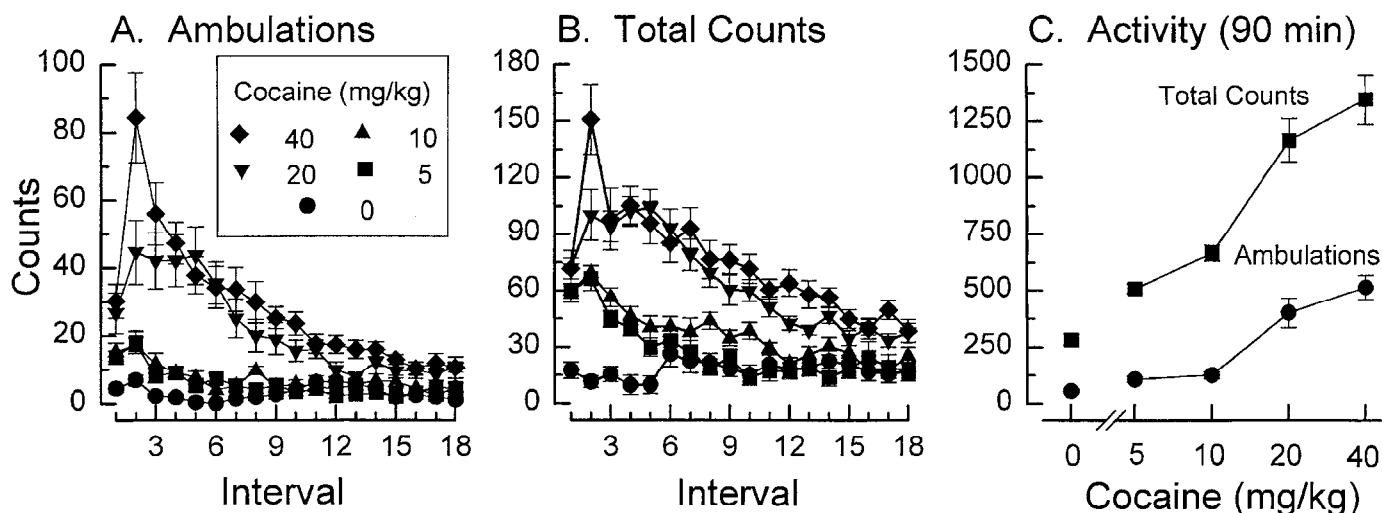 A. Ambulations
Counts
100
80
60
40
20
0
3 6 9 12 15 18
Interval
Cocaine (mg/kg)
40 10
20 5
0
B. Total Counts
180
150
120
90
60
30
0
3 6 9 12 15 18
Interval
C. Activity (90 min)
1500
1250
1000
750
500
250
0
Total Counts
Ambulations
0 5 10 20 40
Cocaine (mg/kg)